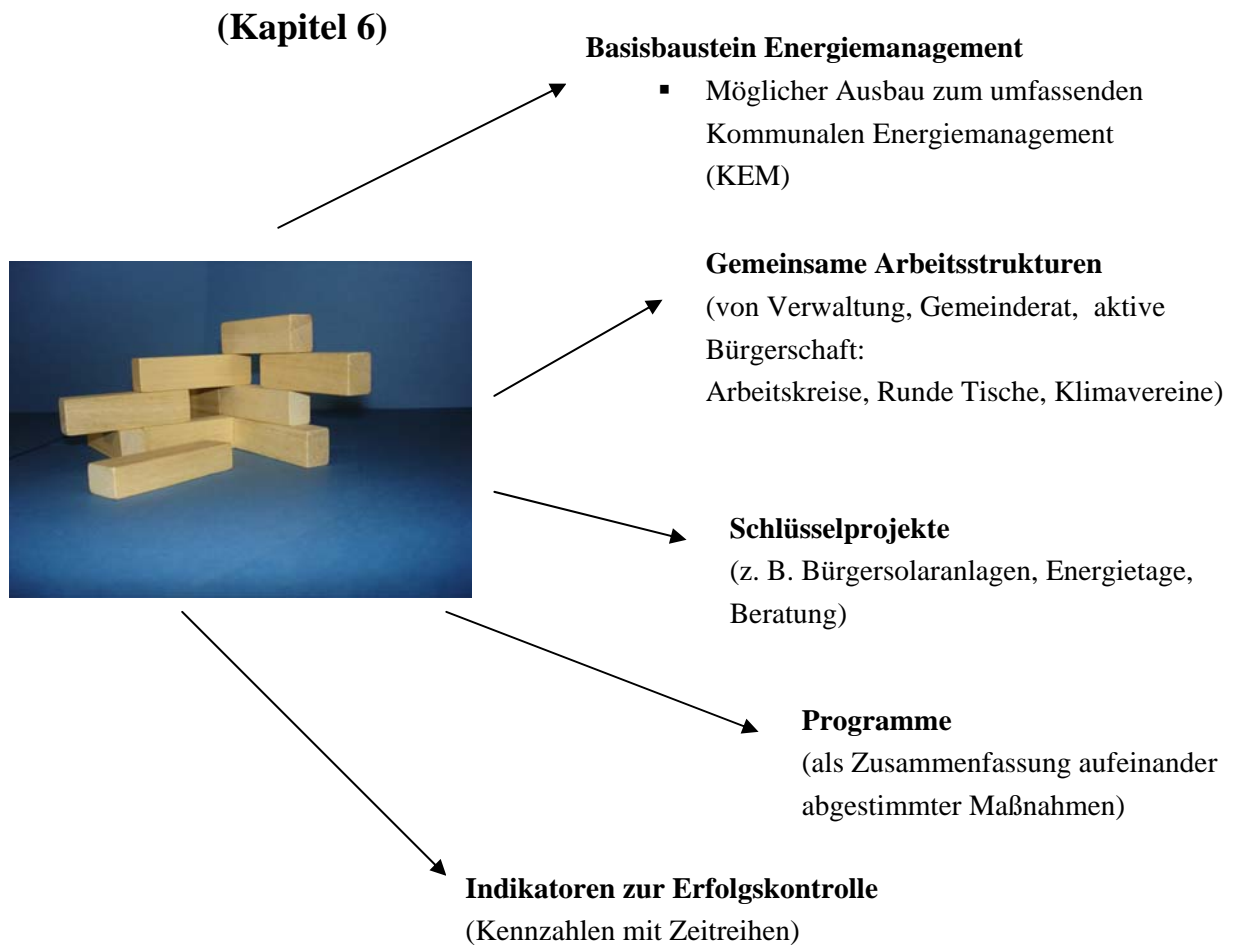 (Kapitel 6)
Basisbaustein Energiemanagement
▪ Möglicher Ausbau zum umfassenden
Kommunalen Energiemanagement
(KEM)
Gemeinsame Arbeitsstrukturen
(von Verwaltung, Gemeinderat, aktive
Bürgerschaft:
Arbeitskreise, Runde Tische, Klimavereine)
Schlüsselprojekte
(z. B. Bürgersolaranlagen, Energietage,
Beratung)
Programme
(als Zusammenfassung aufeinander
abgestimmter Maßnahmen)
Indikatoren zur Erfolgskontrolle
(Kennzahlen mit Zeitreihen)